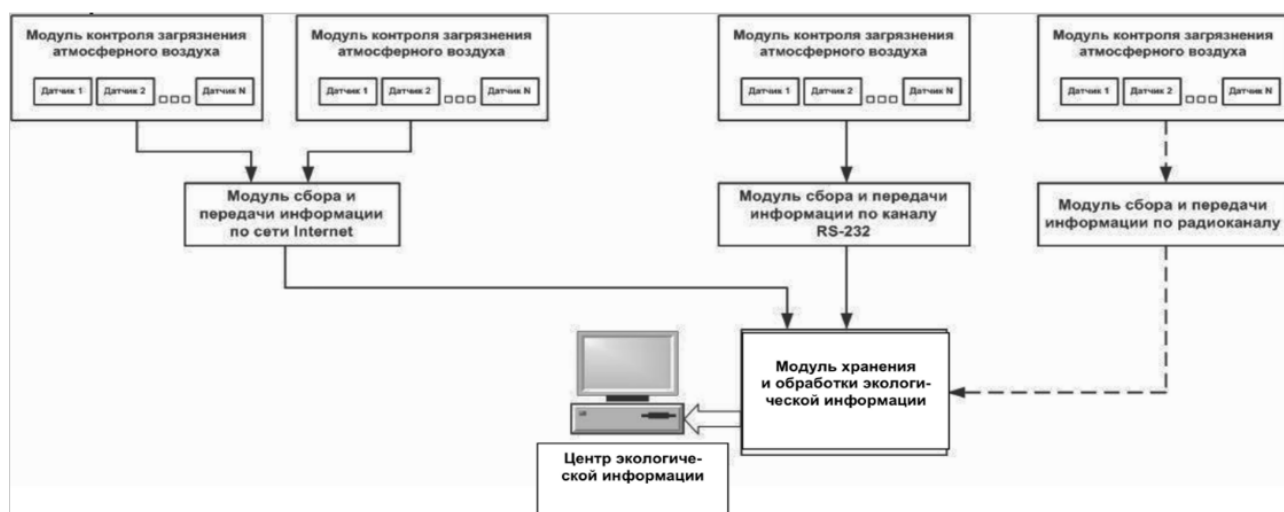 Модуль контроля загрязнения
атмосферного воздуха
Датчик 1
Датчик 2
Датчик N
Модуль контроля загрязнения
атмосферного воздуха
Датчик 1
Датчик 2
Датчик N
Модуль контроля загрязнения
атмосферного воздуха
Датчик 1
Датчик 2
Датчик N
Модуль контроля загрязнения
атмосферного воздуха
Датчик 1
Датчик 2
Датчик N
Модуль сбора и
передачи информации
по сети Internet
Модуль сбора и передачи
информации по каналу
RS-232
Модуль сбора и передачи
информации по радиоканалу
Модуль хранения
и обработки экологи-
ческой информации
Центр экологиче-
ской информации